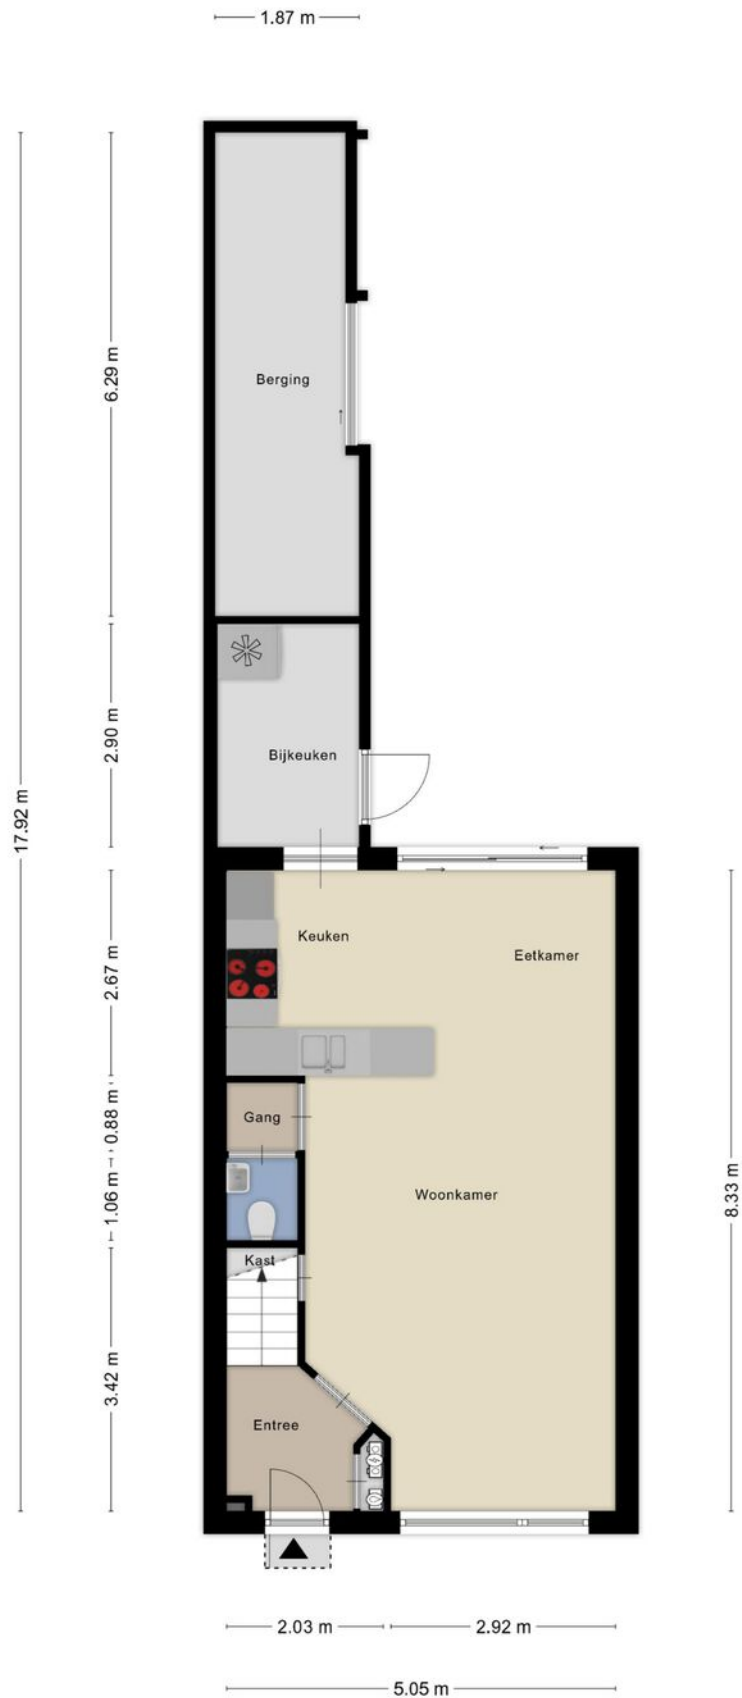 1.87 m
Berging
6.29 m
Bijkeuken
2.90 m
17.92 m
Keuken
Eetkamer
2.67 m
Gang
0.88 m
Woonkamer
1.06 m
8.33 m
Kast
3.42 m
Entree
2.03 m
2.92 m
5.05 m